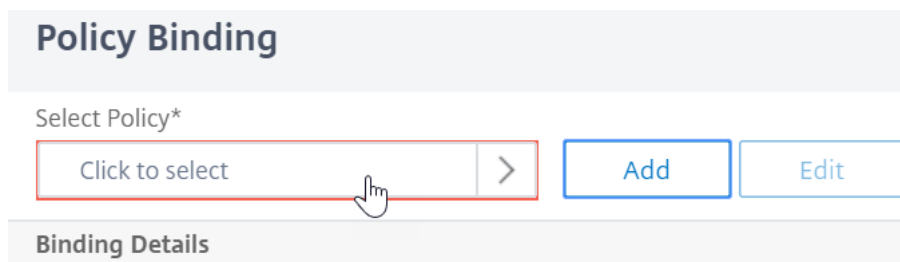 Policy Binding
Select Policy*
Click to select
Add
Edit
Binding Details